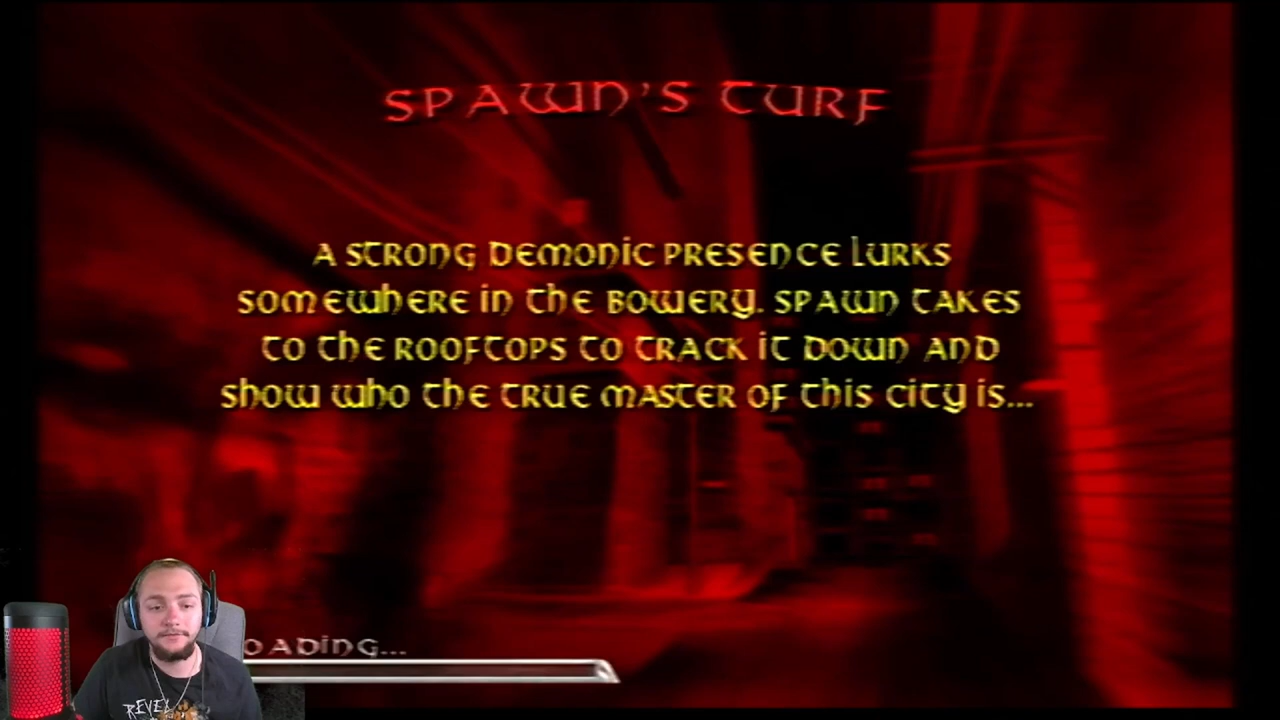 SPAWN'S TURF
A STRONG DEMONIC PRESENCE LURKS
SOMEWHERE IN THE BOWERY. SPAWN TAKES
TO THE ROOFTOPS TO TRACK IT DOWN AND
SHOW WHO THE TRUE MASTER OF THIS CITY IS...
OADING...